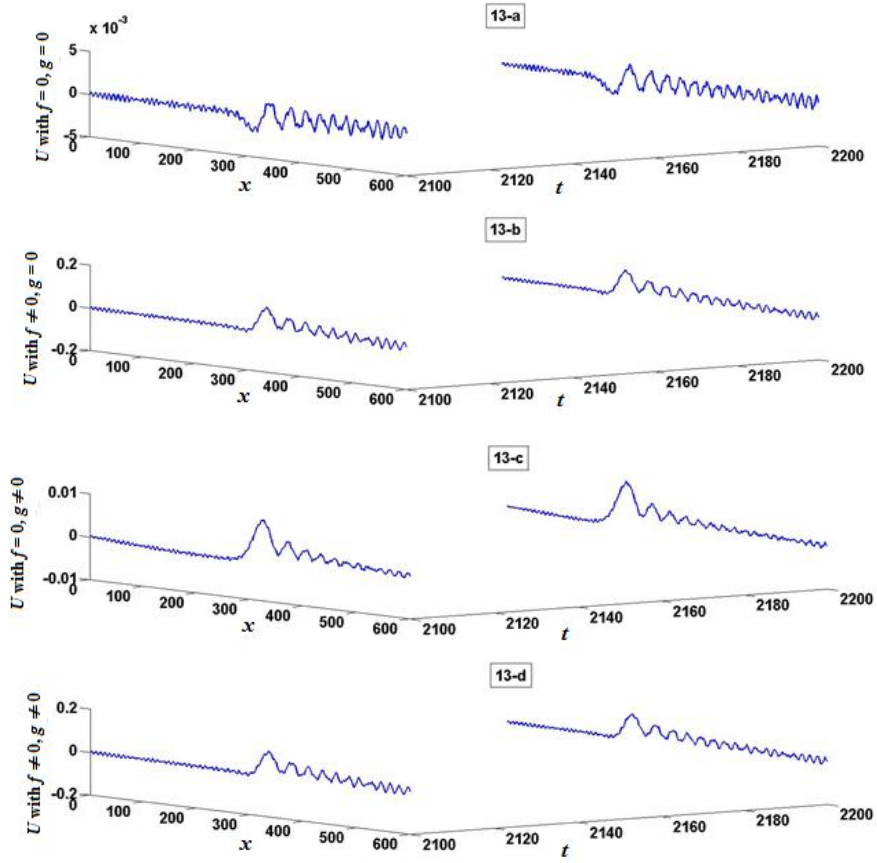 13-a
x 10⁻³
U with f = 0, g = 0
5
0
-5
0 100 200 300 400 500 600
x
2100 2120 2140 2160 2180 2200
t
13-b
U with f ≠ 0, g = 0
0.2
0
-0.2
0 100 200 300 400 500 600
x
2100 2120 2140 2160 2180 2200
t
13-c
U with f = 0, g ≠ 0
0.01
0
-0.01
0 100 200 300 400 500 600
x
2100 2120 2140 2160 2180 2200
t
13-d
U with f ≠ 0, g ≠ 0
0.2
0
-0.2
0 100 200 300 400 500 600
x
2100 2120 2140 2160 2180 2200
t